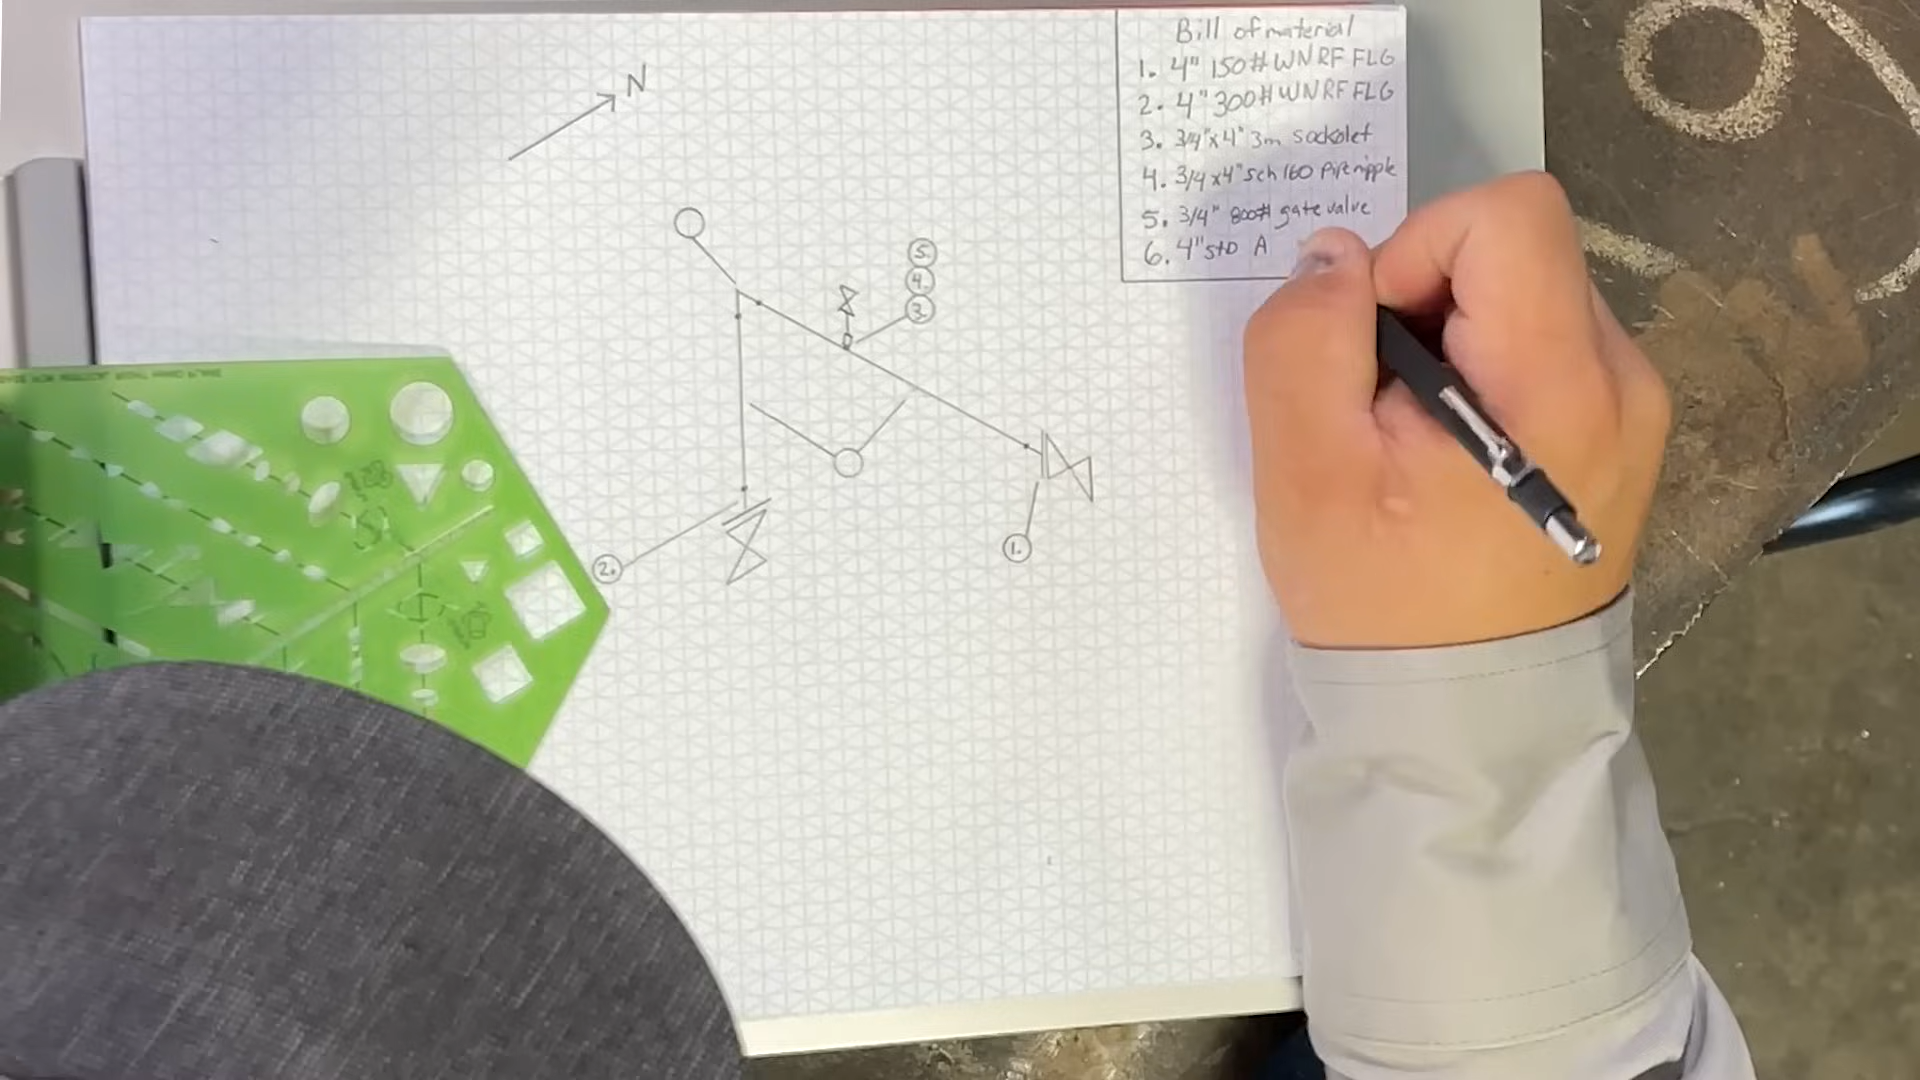 N
Bill of material
1. 4" 150# WNRF FLG
2. 4" 300# WNRF FLG
3. 3/4"x4" 3m sockolet
4. 3/4x4" sch 160 Pipe nipple
5. 3/4" 800# gate valve
6. 4" STD A
5.
4.
3.
2.
1.